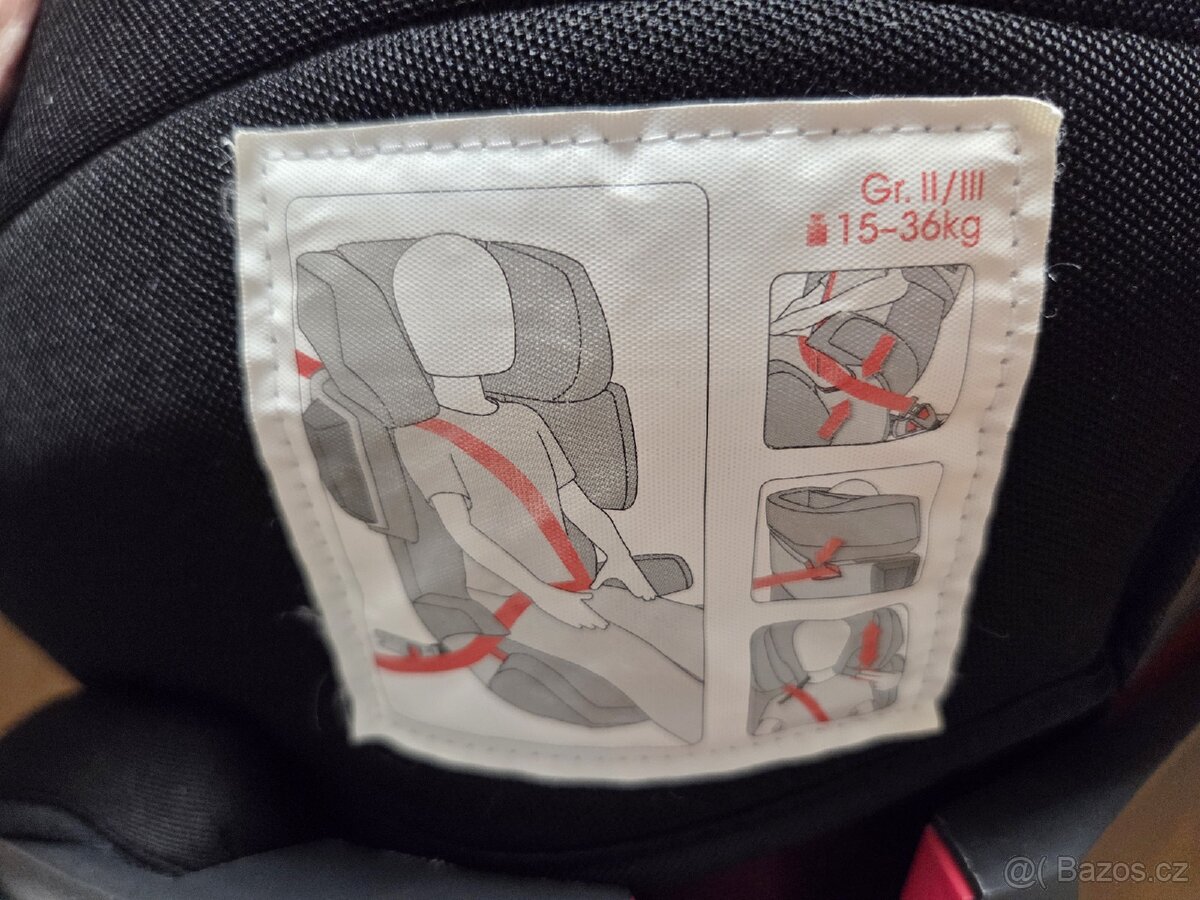 Gr. II/III
15-36kg
@( Bazos.cz